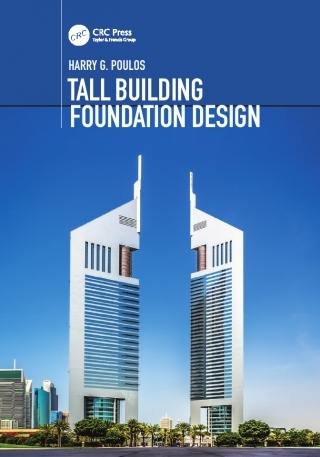 CRC
CRC Press
Taylor & Francis Group
HARRY G. POULOS
TALL BUILDING
FOUNDATION DESIGN